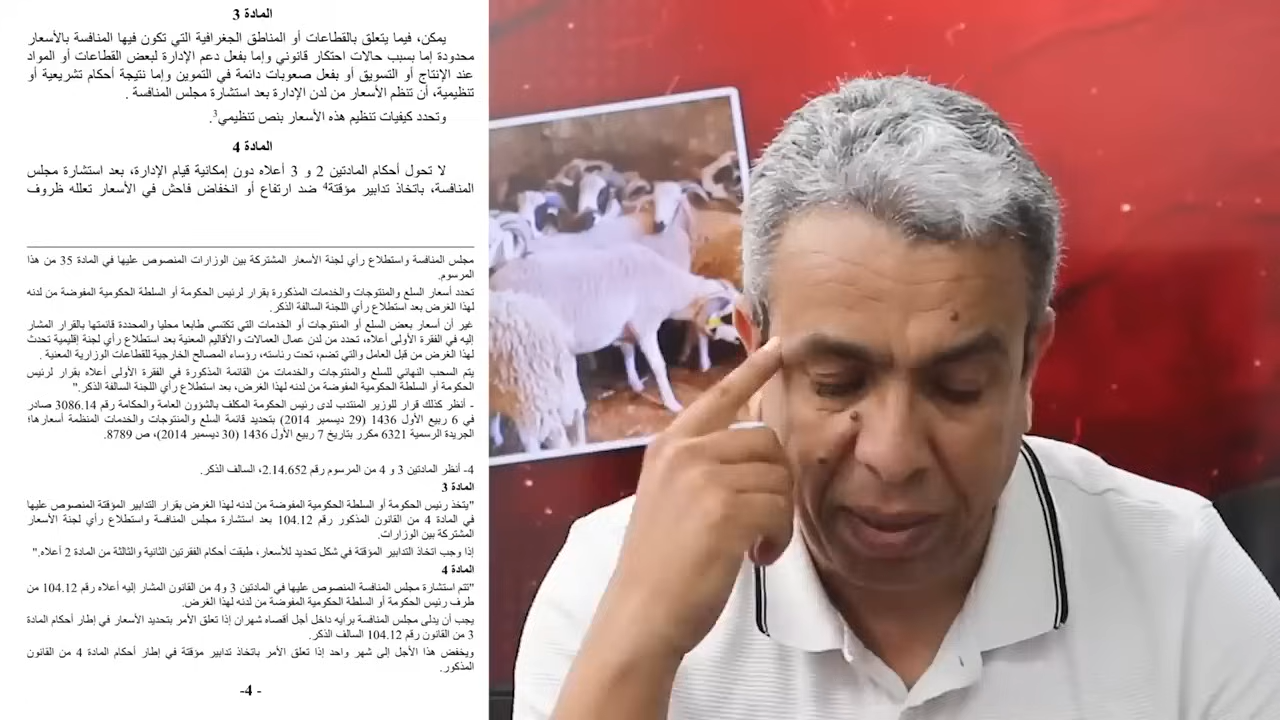 المادة 3
يمكن، فيما يتعلق بالقطاعات أو المناطق الجغرافية التي تكون فيها المنافسة بالأسعار
محدودة إما بسبب حالات احتكار قانوني وإما بفعل دعم الإدارة لبعض القطاعات أو المواد
عند الإنتاج أو التسويق أو بفعل صعوبات دائمة في التموين وإما نتيجة أحكام تشريعية أو
تنظيمية، أن تنظم الأسعار من لدن الإدارة بعد استشارة مجلس المنافسة .
وتحدد كيفيات تنظيم هذه الأسعار بنص تنظيمي3.
المادة 4
لا تحول أحكام المادتين 2 و 3 أعلاه دون إمكانية قيام الإدارة، بعد استشارة مجلس
المنافسة، باتخاذ تدابير مؤقتة4 ضد ارتفاع أو انخفاض فاحش في الأسعار تعلله ظروف
مجلس المنافسة واستطلاع رأي لجنة الأسعار المشتركة بين الوزارات المنصوص عليها في المادة 35 من هذا
المرسوم.
تحدد أسعار السلع والمنتوجات والخدمات المذكورة بقرار لرئيس الحكومة أو السلطة الحكومية المفوضة من لدنه
لهذا الغرض بعد استطلاع رأي اللجنة السالفة الذكر.
غير أن أسعار بعض السلع أو المنتوجات أو الخدمات التي تكتسي طابعا محليا والمحددة قائمتها بالقرار المشار
إليه في الفقرة الأولى أعلاه، تحدد من لدن عمال العمالات والأقاليم المعنية بعد استطلاع رأي لجنة إقليمية تحدث
لهذا الغرض من قبل العامل والتي تضم، تحت رئاسته، رؤساء المصالح الخارجية للقطاعات الوزارية المعنية .
يتم السحب النهائي للسلع والمنتوجات والخدمات من القائمة المذكورة في الفقرة الأولى أعلاه بقرار لرئيس
الحكومة أو السلطة الحكومية المفوضة من لدنه لهذا الغرض، بعد استطلاع رأي اللجنة السالفة الذكر."
- أنظر كذلك قرار للوزير المنتدب لدى رئيس الحكومة المكلف بالشؤون العامة والحكامة رقم 3086.14 صادر
في 6 ربيع الأول 1436 (29 ديسمبر 2014) بتحديد قائمة السلع والمنتوجات والخدمات المنظمة أسعارها؛
الجريدة الرسمية 6321 مكرر بتاريخ 7 ربيع الأول 1436 (30 ديسمبر 2014)، ص 8789.
4- أنظر المادتين 3 و 4 من المرسوم رقم 2.14.652، السالف الذكر.
المادة 3
"يتخذ رئيس الحكومة أو السلطة الحكومية المفوضة من لدنه لهذا الغرض بقرار التدابير المؤقتة المنصوص عليها
في المادة 4 من القانون المذكور رقم 104.12 بعد استشارة مجلس المنافسة واستطلاع رأي لجنة الأسعار
المشتركة بين الوزارات.
إذا وجب اتخاذ التدابير المؤقتة في شكل تحديد للأسعار، طبقت أحكام الفقرتين الثانية والثالثة من المادة 2 أعلاه."
المادة 4
"تتم استشارة مجلس المنافسة المنصوص عليها في المادتين 3 و4 من القانون المشار إليه أعلاه رقم 104.12 من
طرف رئيس الحكومة أو السلطة الحكومية المفوضة من لدنه لهذا الغرض.
يجب أن يدلى مجلس المنافسة برأيه داخل أجل أقصاه شهران إذا تعلق الأمر بتحديد الأسعار في إطار أحكام المادة
3 من القانون رقم 104.12 السالف الذكر.
ويخفض هذا الأجل إلى شهر واحد إذا تعلق الأمر باتخاذ تدابير مؤقتة في إطار أحكام المادة 4 من القانون
المذكور.
-4 -